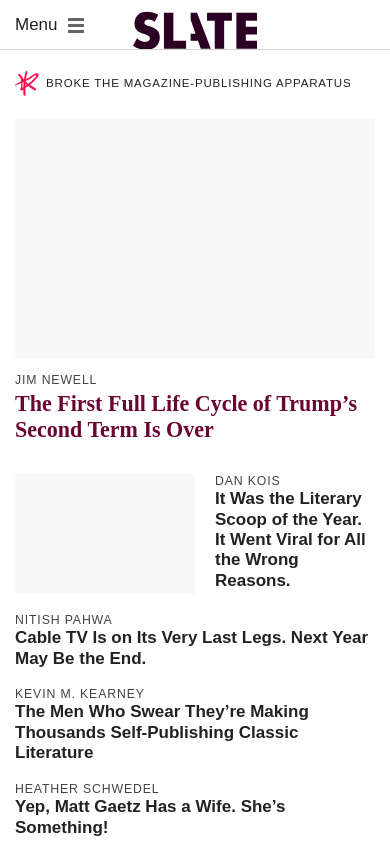 Menu
SLATE
BROKE THE MAGAZINE-PUBLISHING APPARATUS
JIM NEWELL
The First Full Life Cycle of Trump’s
Second Term Is Over
DAN KOIS
It Was the Literary
Scoop of the Year.
It Went Viral for All
the Wrong
Reasons.
NITISH PAHWA
Cable TV Is on Its Very Last Legs. Next Year
May Be the End.
KEVIN M. KEARNEY
The Men Who Swear They’re Making
Thousands Self-Publishing Classic
Literature
HEATHER SCHWEDEL
Yep, Matt Gaetz Has a Wife. She’s
Something!